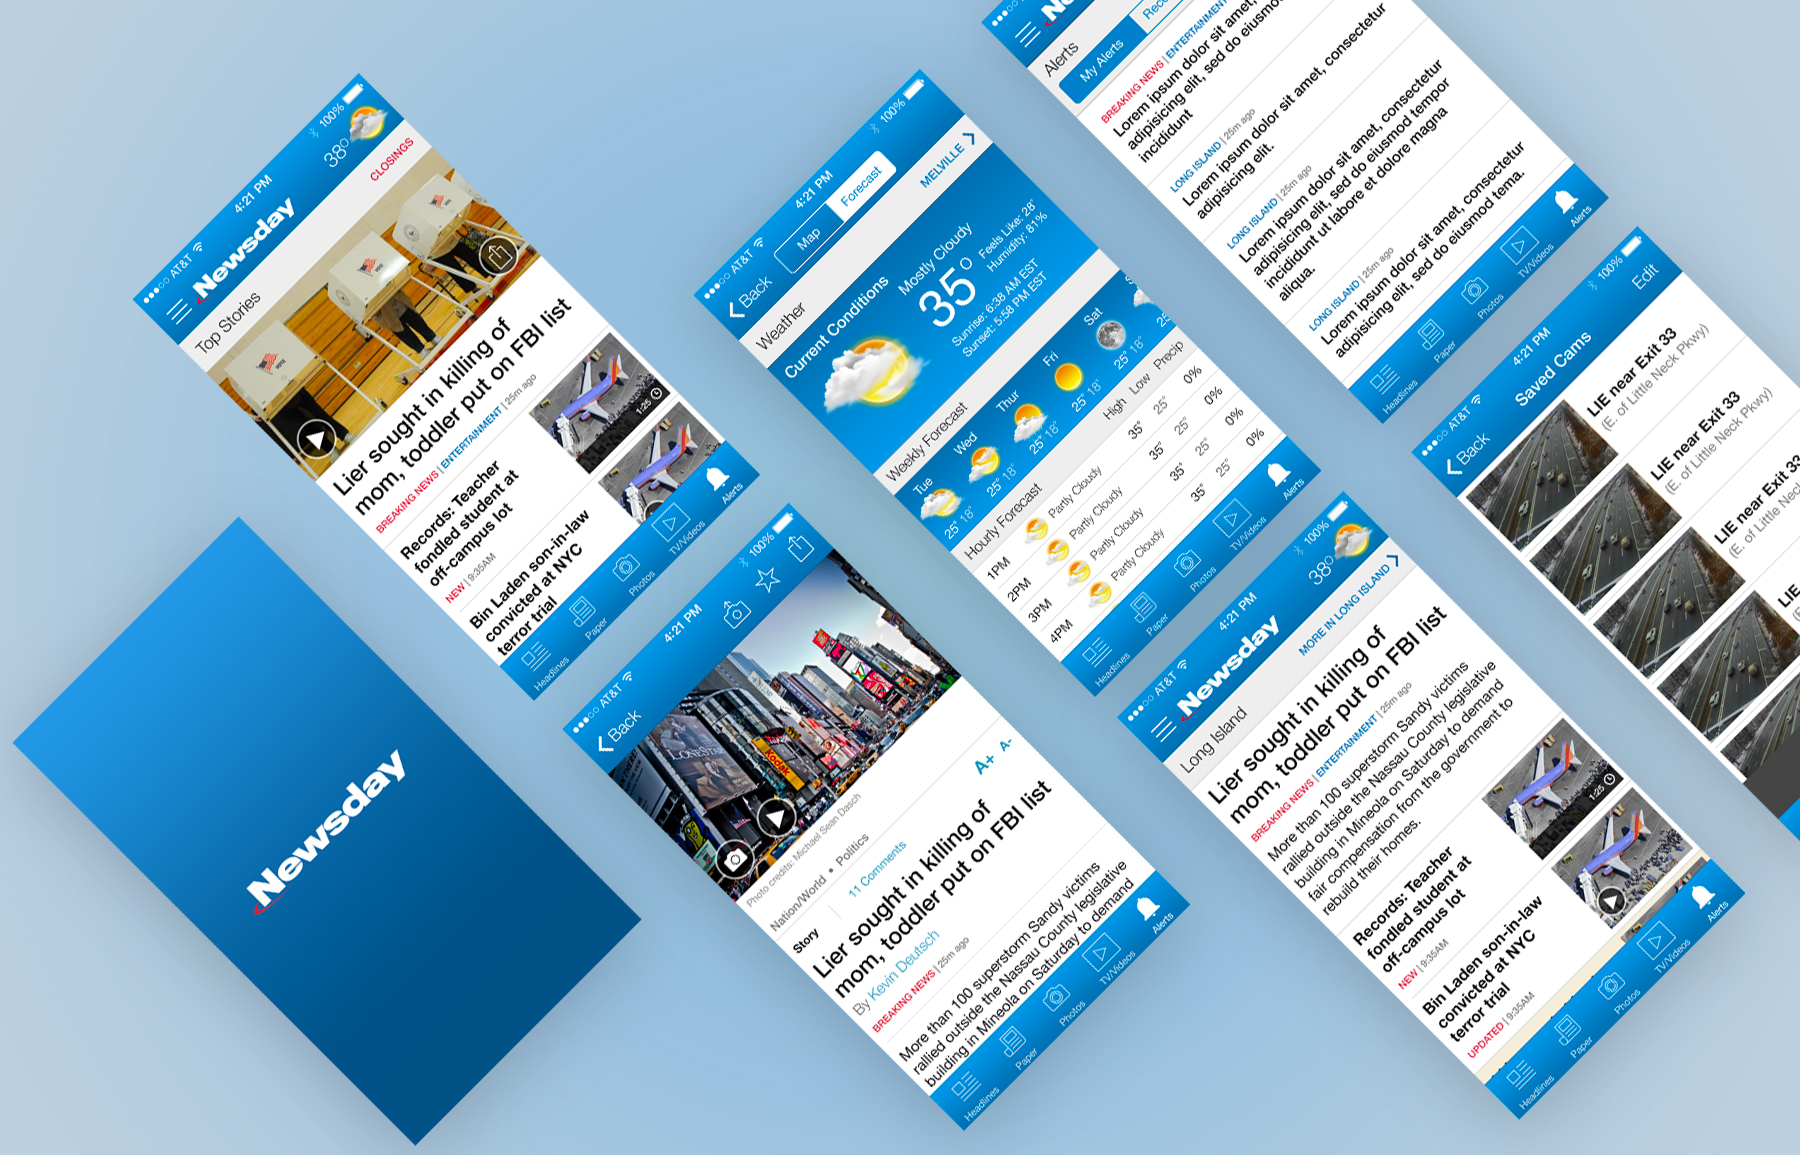 Newsday
AT&T
4:21 PM
100%
Newsday
38°
Top Stories
CLOSINGS
Lier sought in killing of
mom, toddler put on FBI list
BREAKING NEWS | ENTERTAINMENT | 25m ago
Records: Teacher
fondled student at
off-campus lot
NEW | 9:35AM
1:25
Bin Laden son-in-law
convicted at NYC
terror trial
Headlines
Paper
Photos
TV/Videos
Alerts
AT&T
4:21 PM
100%
Back
LONESTAR
Kodak
Photo credits: Michael Sean Dasch
Nation/World • Politics
A+ A-
Story
11 Comments
Lier sought in killing of
mom, toddler put on FBI list
By Kevin Deutsch
BREAKING NEWS | 25m ago
More than 100 superstorm Sandy victims
rallied outside the Nassau County legislative
building in Mineola on Saturday to demand
Headlines
Paper
Photos
TV/Videos
Alerts
AT&T
4:21 PM
100%
Back
Map
Forecast
Weather
MELVILLE
Current Conditions
Mostly Cloudy
35°
Feels Like: 28°
Humidity: 81%
Sunrise: 6:38 AM EST
Sunset: 5:58 PM EST
Weekly Forecast
Tue
Wed
Thur
Fri
Sat
25° 18°
25° 18°
25° 18°
25° 18°
25° 18°
25
Hourly Forecast
High
Low
Precip
1PM Partly Cloudy 35° 25° 0%
2PM Partly Cloudy 35° 25° 0%
3PM Partly Cloudy 35° 25° 0%
4PM Partly Cloudy 35° 25° 0%
Headlines
Paper
Photos
TV/Videos
Alerts
AT&T
4:21 PM
100%
Newsday
38°
Long Island
MORE IN LONG ISLAND
Lier sought in killing of
mom, toddler put on FBI list
BREAKING NEWS | ENTERTAINMENT | 25m ago
More than 100 superstorm Sandy victims
rallied outside the Nassau County legislative
building in Mineola on Saturday to demand
fair compensation from the government to
rebuild their homes.
Records: Teacher
fondled student at
off-campus lot
NEW | 9:35AM
1:25
Bin Laden son-in-law
convicted at NYC
terror trial
UPDATED | 9:35AM
Headlines
Paper
Photos
TV/Videos
Alerts
Alerts
My Alerts
BREAKING NEWS | ENTERTAINMENT
Lorem ipsum dolor sit amet,
adipisicing elit, sed do eiusmo
incididunt
LONG ISLAND | 25m ago
Lorem ipsum dolor sit amet, consectetur
adipisicing elit.
LONG ISLAND | 25m ago
Lorem ipsum dolor sit amet, consectetur
adipisicing elit, sed do eiusmod tempor
incididunt ut labore et dolore magna
aliqua.
LONG ISLAND | 25m ago
Lorem ipsum dolor sit amet, consectetur
adipisicing elit, sed do eiusmod tema.
Headlines
Paper
Photos
TV/Videos
Alerts
AT&T
4:21 PM
100%
Back
Saved Cams
Edit
LIE near Exit 33
(E. of Little Neck Pkwy)
LIE near Exit 33
(E. of Little Neck Pkwy)
LIE near Exit 33
(E. of Little Neck
LIE